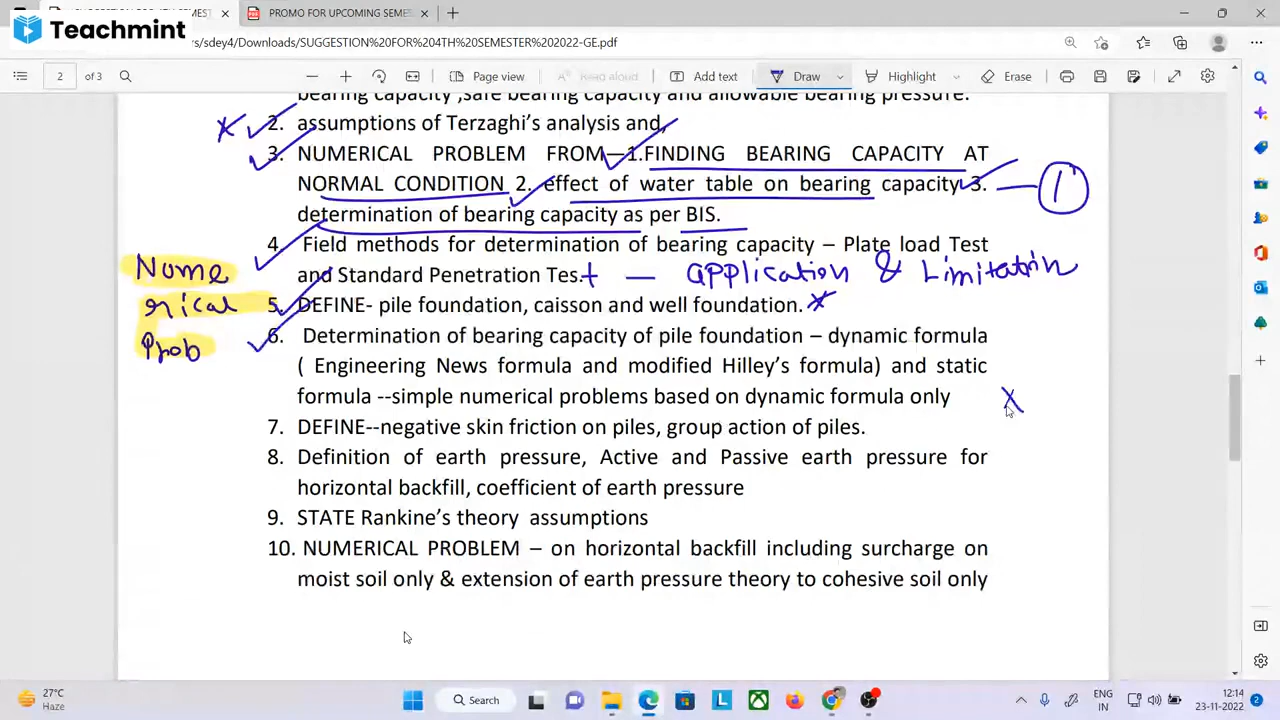 PROMO FOR UPCOMING SEMES
Teachmint
rs/sdey4/Downloads/SUGGESTION%20FOR%204TH%20SEMESTER%202022-GE.pdf
2 of 3
Page view
Read aloud
Add text
Draw
Highlight
Erase
bearing capacity ,safe bearing capacity and allowable bearing pressure.
2. assumptions of Terzaghi's analysis and,
3. NUMERICAL PROBLEM FROM—1.FINDING BEARING CAPACITY AT
NORMAL CONDITION 2. effect of water table on bearing capacity 3.
1
determination of bearing capacity as per BIS.
4 Field methods for determination of bearing capacity – Plate load Test
and Standard Penetration Test — application & Limitation
Nume
rical
Prob
5. DEFINE- pile foundation, caisson and well foundation.
6. Determination of bearing capacity of pile foundation – dynamic formula
( Engineering News formula and modified Hilley's formula) and static
formula --simple numerical problems based on dynamic formula only
7. DEFINE--negative skin friction on piles, group action of piles.
8. Definition of earth pressure, Active and Passive earth pressure for
horizontal backfill, coefficient of earth pressure
9. STATE Rankine's theory assumptions
10. NUMERICAL PROBLEM – on horizontal backfill including surcharge on
moist soil only & extension of earth pressure theory to cohesive soil only
27°C
Haze
Search
ENG
IN
12:14
23-11-2022
2